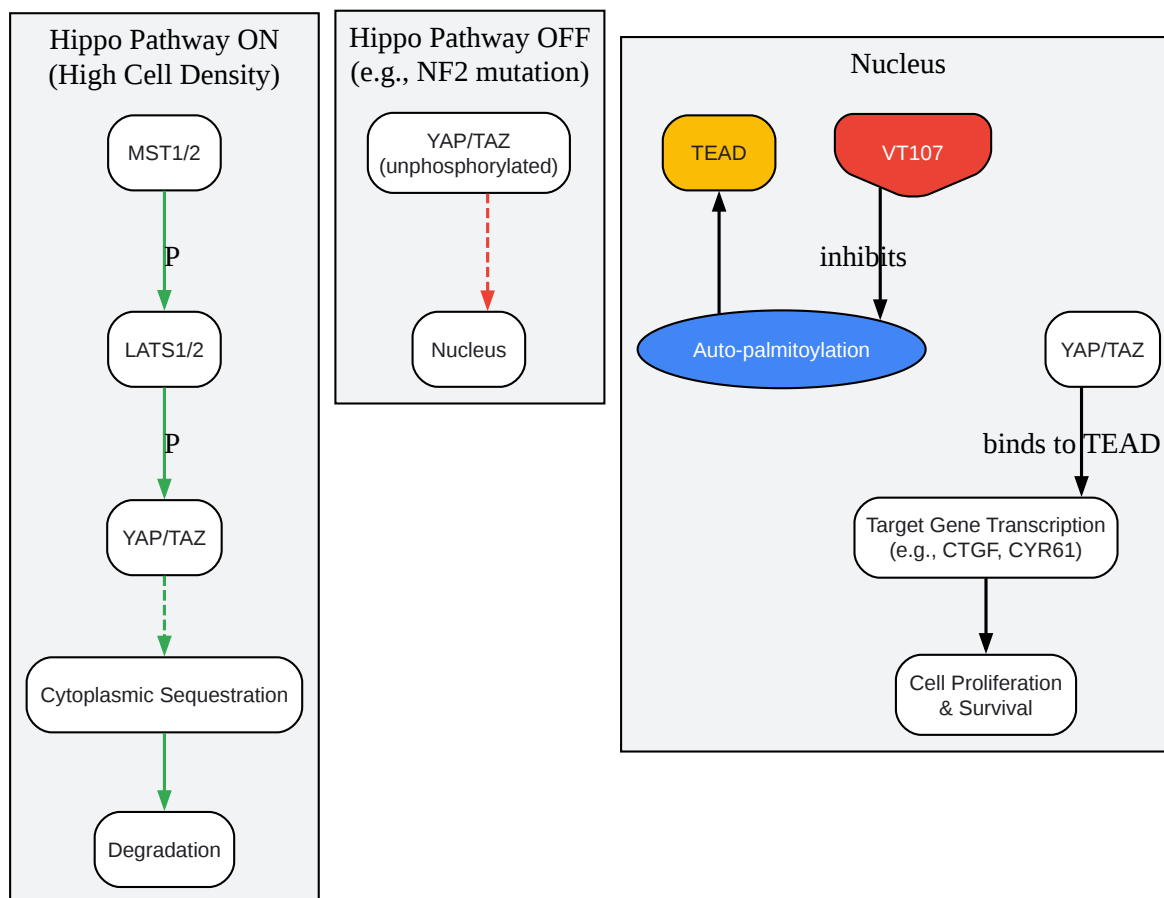 Hippo Pathway ON
(High Cell Density)
MST1/2
P
LATS1/2
P
YAP/TAZ
Cytoplasmic Sequestration
Degradation
Hippo Pathway OFF
(e.g., NF2 mutation)
YAP/TAZ
(unphosphorylated)
Nucleus
Nucleus
TEAD
VT107
inhibits
Auto-palmitoylation
YAP/TAZ
binds to TEAD
Target Gene Transcription
(e.g., CTGF, CYR61)
Cell Proliferation
& Survival